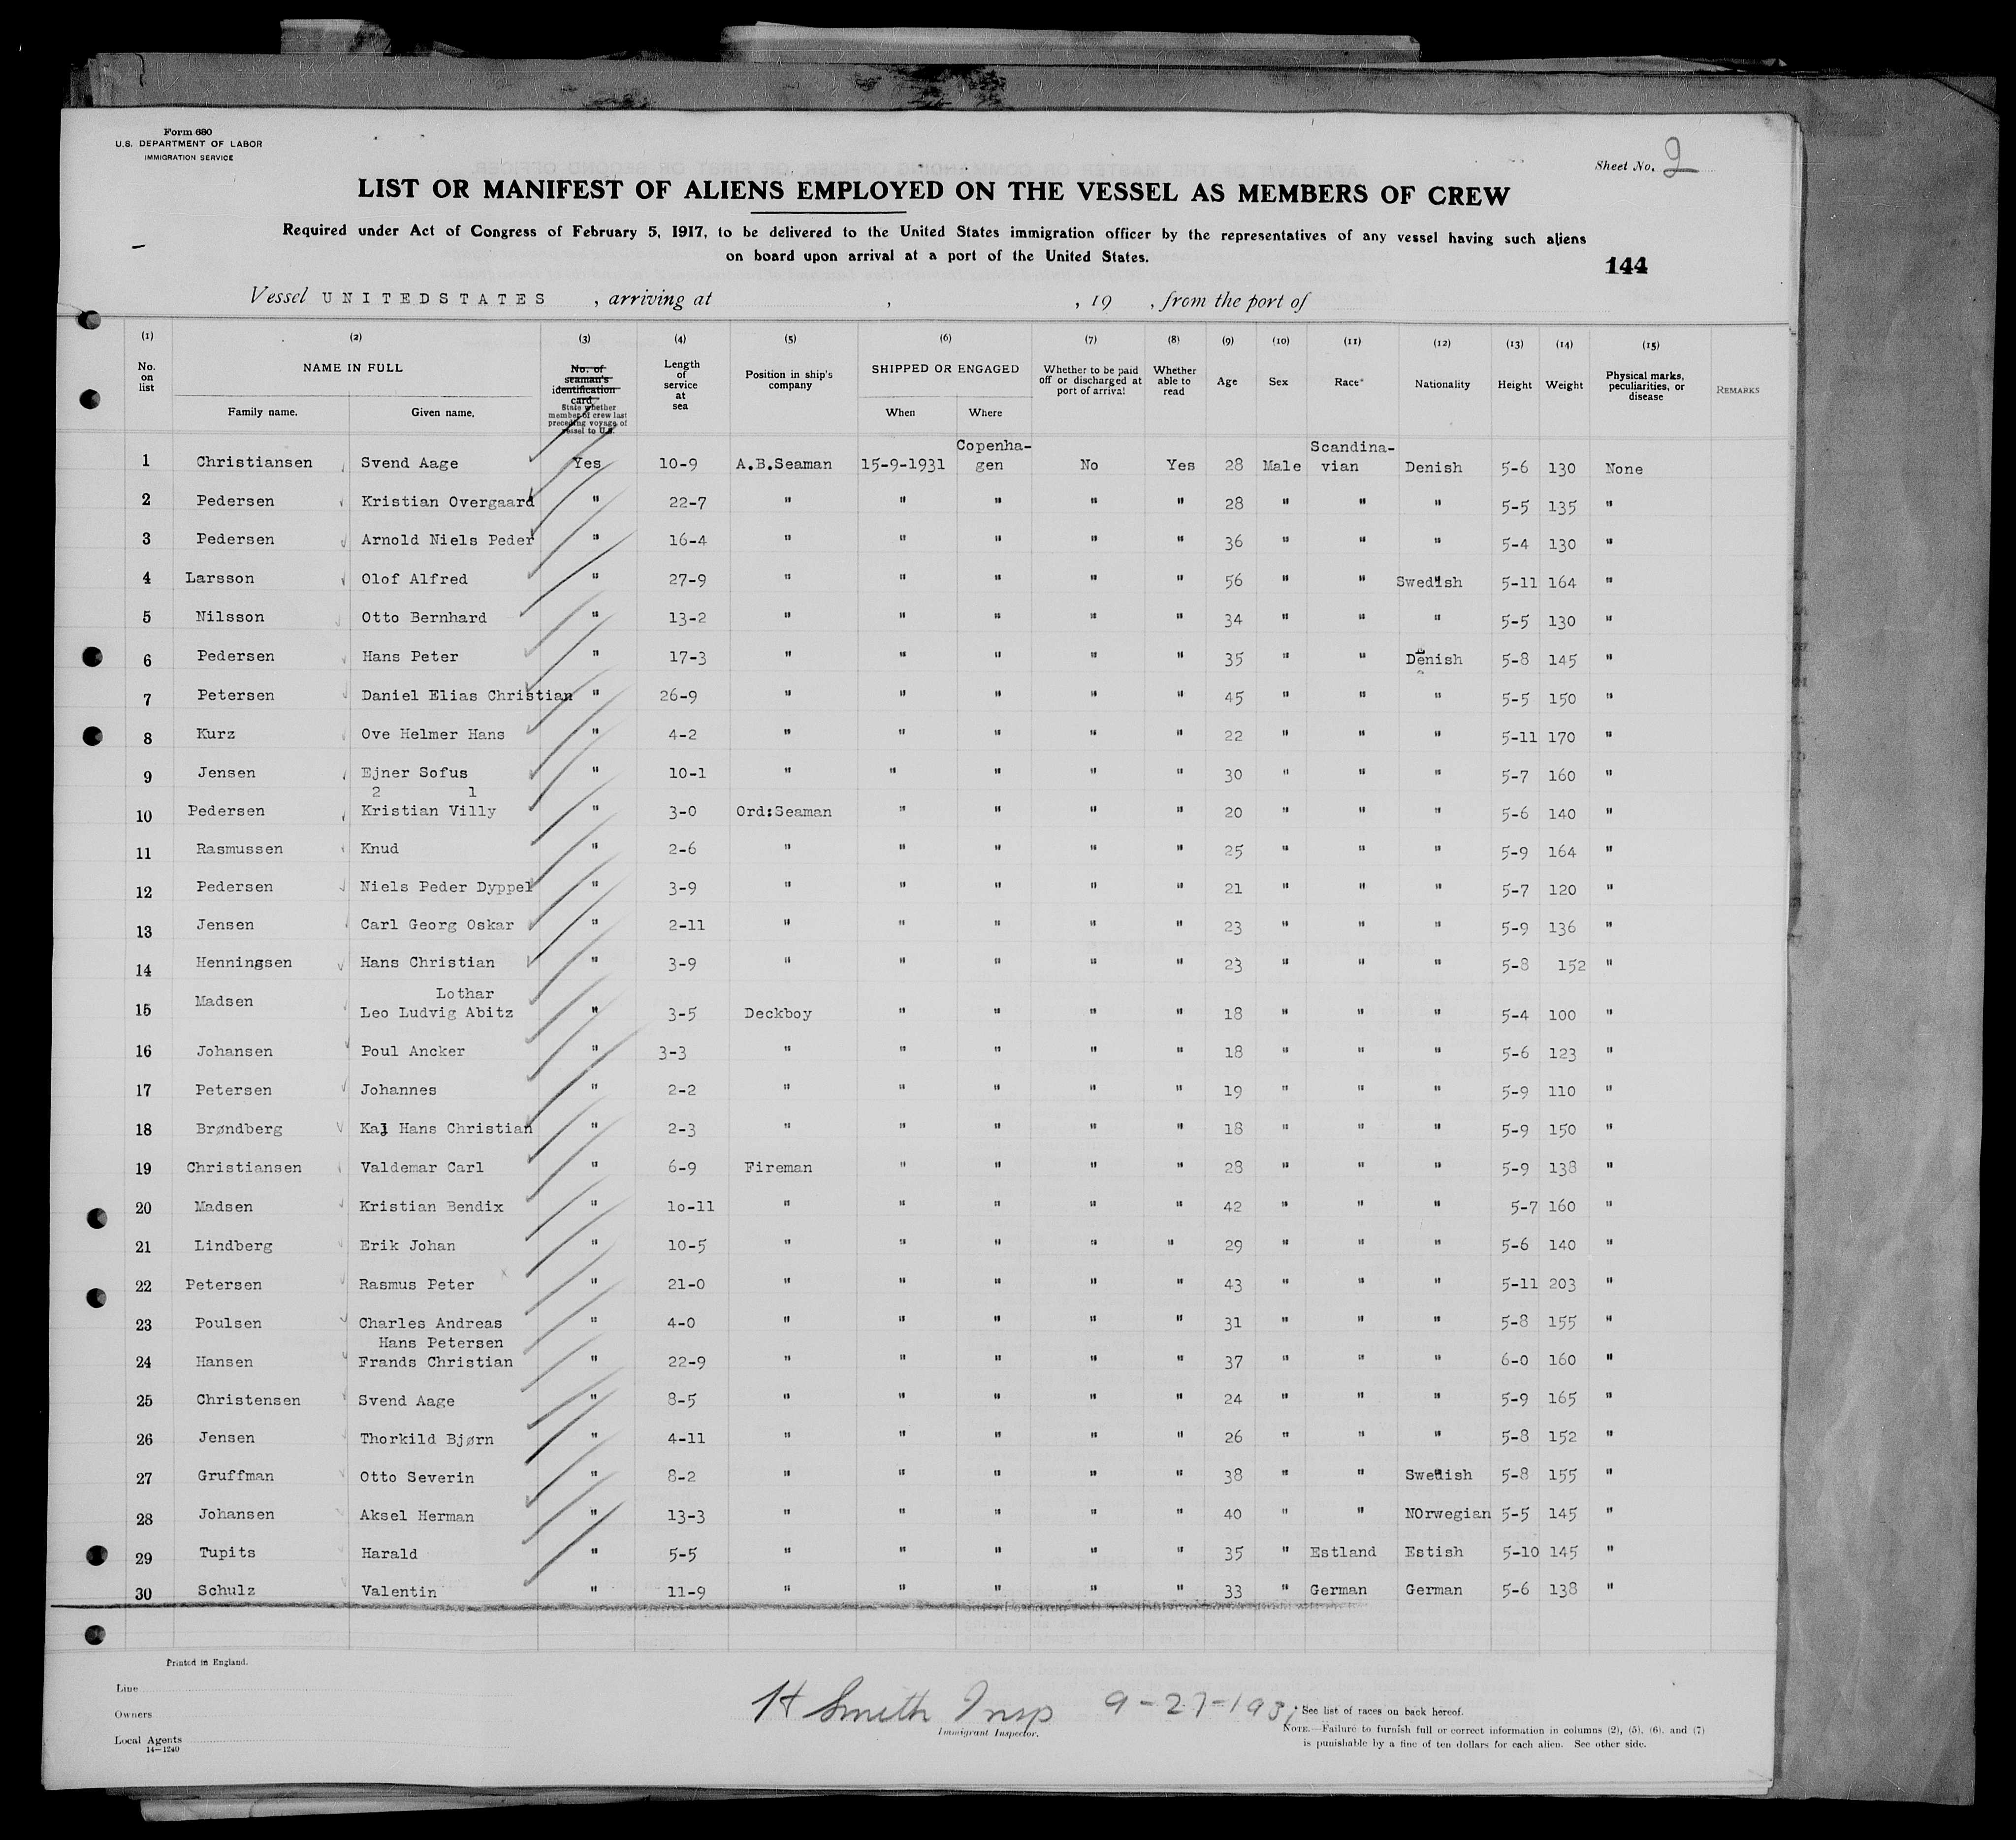 Form 680
U.S. DEPARTMENT OF LABOR
IMMIGRATION SERVICE
Sheet No. 2
LIST OR MANIFEST OF ALIENS EMPLOYED ON THE VESSEL AS MEMBERS OF CREW
Required under Act of Congress of February 5, 1917, to be delivered to the United States immigration officer by the representatives of any vessel having such aliens
on board upon arrival at a port of the United States.
144
Vessel UNITEDSTATES , arriving at , , 19 , from the port of
(1) (2) (3) (4) (5) (6) (7) (8) (9) (10) (11) (12) (13) (14) (15)
No. on list NAME IN FULL Family name. Given name. No. of seaman's identification card State whether member of crew last preceding voyage of vessel to U.S. Length of service at sea Position in ship's company SHIPPED OR ENGAGED When Where Whether to be paid off or discharged at port of arrival Whether able to read Age Sex Race* Nationality Height Weight Physical marks, peculiarities, or disease REMARKS
1 Christiansen Svend Aage Yes 10-9 A.B.Seaman 15-9-1931 Copenha-gen No Yes 28 Male Scandina-vian Denish 5-6 130 None
2 Pedersen Kristian Overgaard " 22-7 " " " " " 28 " " " 5-5 135 "
3 Pedersen Arnold Niels Peder " 16-4 " " " " " 36 " " " 5-4 130 "
4 Larsson Olof Alfred " 27-9 " " " " " 56 " " Swedish 5-11 164 "
5 Nilsson Otto Bernhard " 13-2 " " " " " 34 " " " 5-5 130 "
6 Pedersen Hans Peter " 17-3 " " " " " 35 " " Denish 5-8 145 "
7 Petersen Daniel Elias Christian " 26-9 " " " " " 45 " " " 5-5 150 "
8 Kurz Ove Helmer Hans " 4-2 " " " " " 22 " " " 5-11 170 "
9 Jensen Ejner Sofus " 10-1 " " " " " 30 " " " 5-7 160 "
2 1
10 Pedersen Kristian Villy " 3-0 Ord:Seaman " " " " 20 " " " 5-6 140 "
11 Rasmussen Knud " 2-6 " " " " " 25 " " " 5-9 164 "
12 Pedersen Niels Peder Dyppel " 3-9 " " " " " 21 " " " 5-7 120 "
13 Jensen Carl Georg Oskar " 2-11 " " " " " 23 " " " 5-9 136 "
14 Henningsen Hans Christian " 3-9 " " " " " 23 " " " 5-8 152 "
Lothar
15 Madsen Leo Ludvig Abitz " 3-5 Deckboy " " " " 18 " " " 5-4 100 "
16 Johansen Poul Ancker " 3-3 " " " " " 18 " " " 5-6 123 "
17 Petersen Johannes " 2-2 " " " " " 19 " " " 5-9 110 "
18 Brøndberg Kaj Hans Christian " 2-3 " " " " " 18 " " " 5-9 150 "
19 Christiansen Valdemar Carl " 6-9 Fireman " " " " 28 " " " 5-9 138 "
20 Madsen Kristian Bendix " 1o-11 " " " " " 42 " " " 5-7 160 "
21 Lindberg Erik Johan " 10-5 " " " " " 29 " " " 5-6 140 "
22 Petersen Rasmus Peter " 21-0 " " " " " 43 " " " 5-11 203 "
23 Poulsen Charles Andreas " 4-0 " " " " " 31 " " " 5-8 155 "
Hans Petersen
24 Hansen Frands Christian " 22-9 " " " " " 37 " " " 6-0 160 "
25 Christensen Svend Aage " 8-5 " " " " " 24 " " " 5-9 165 "
26 Jensen Thorkild Bjørn " 4-11 " " " " " 26 " " " 5-8 152 "
27 Gruffman Otto Severin " 8-2 " " " " " 38 " " Swedish 5-8 155 "
28 Johansen Aksel Herman " 13-3 " " " " " 40 " " NOrwegian 5-5 145 "
29 Tupits Harald " 5-5 " " " " " 35 " Estland Estish 5-10 145 "
30 Schulz Valentin " 11-9 " " " " " 33 " German German 5-6 138 "
Printed in England.
Line
Owners
Local Agents
14-1240
H Smith Insp 9-27-1931
Immigrant Inspector.
* See list of races on back hereof.
NOTE.—Failure to furnish full or correct information in columns (2), (5), (6), and (7)
is punishable by a fine of ten dollars for each alien. See other side.